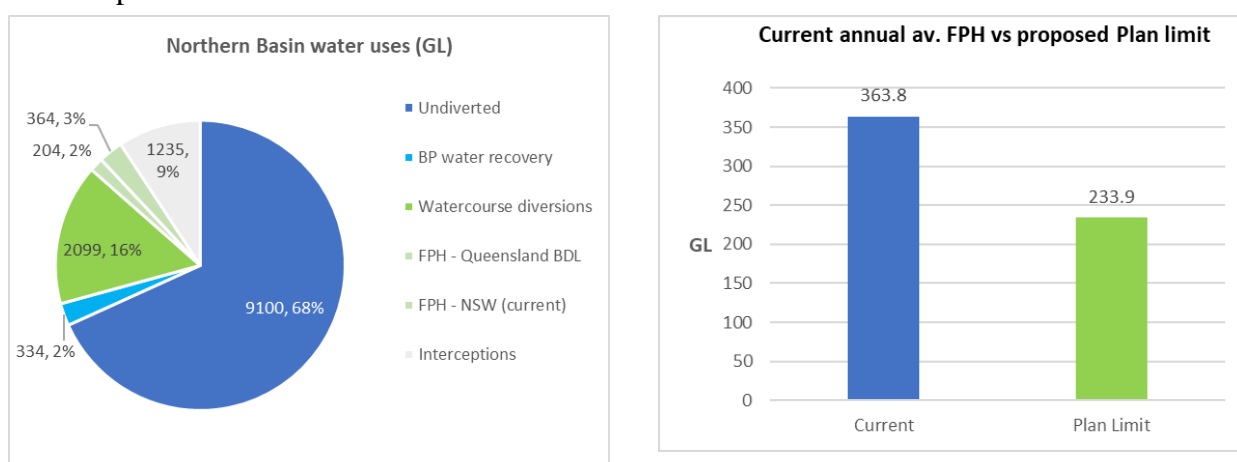 Northern Basin water uses (GL)
364, 3%
204, 2%
1235,
9%
2099, 16%
9100, 68%
334, 2%
Undiverted
BP water recovery
Watercourse diversions
FPH - Queensland BDL
FPH - NSW (current)
Interceptions
Current annual av. FPH vs proposed Plan limit
400
350
300
250
GL 200
150
100
50
0
363.8
233.9
Current
Plan Limit